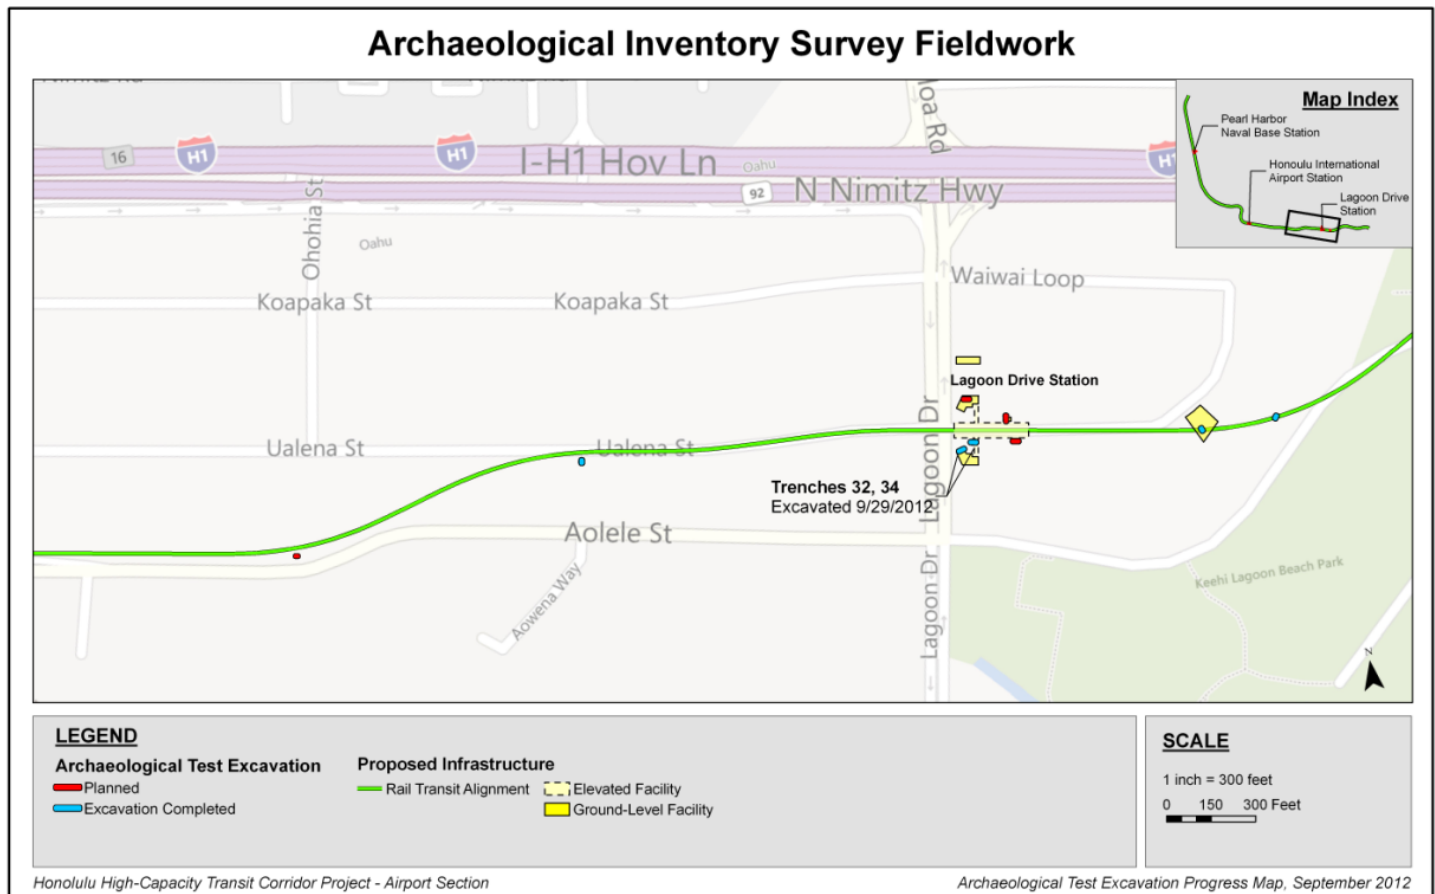 Archaeological Inventory Survey Fieldwork
16
H1
H1
I-H1 Hov Ln
Oahu
H1
92
N Nimitz Hwy
Map Index
Pearl Harbor
Naval Base Station
Honoulu International
Airport Station
Lagoon Drive
Station
Ohohia St
Oahu
Koapaka St
Koapaka St
Waiwai Loop
Lagoon Drive Station
Lagoon Dr
Ualena St
Ualena St
Trenches 32, 34
Excavated 9/29/2012
Aolele St
Aowena Way
Lagoon Dr
Keehi Lagoon Beach Park
N
LEGEND
Archaeological Test Excavation
Planned
Excavation Completed
Proposed Infrastructure
Rail Transit Alignment
Elevated Facility
Ground-Level Facility
SCALE
1 inch = 300 feet
0 150 300 Feet
Honolulu High-Capacity Transit Corridor Project - Airport Section
Archaeological Test Excavation Progress Map, September 2012